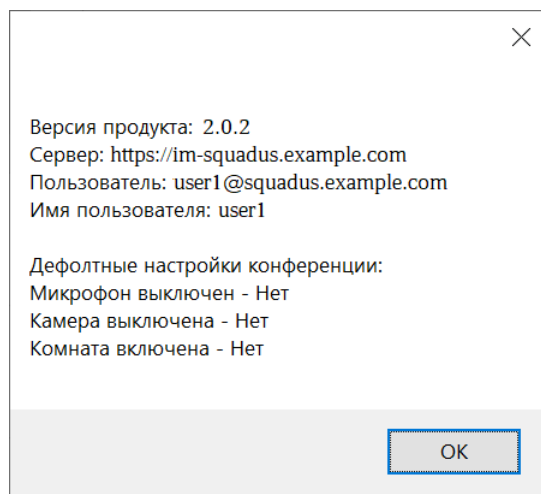 Версия продукта: 2.0.2
Сервер: https://im-squadus.example.com
Пользователь: user1@squadus.example.com
Имя пользователя: user1
Дефолтные настройки конференции:
Микрофон выключен - Нет
Камера выключена - Нет
Комната включена - Нет
ОК